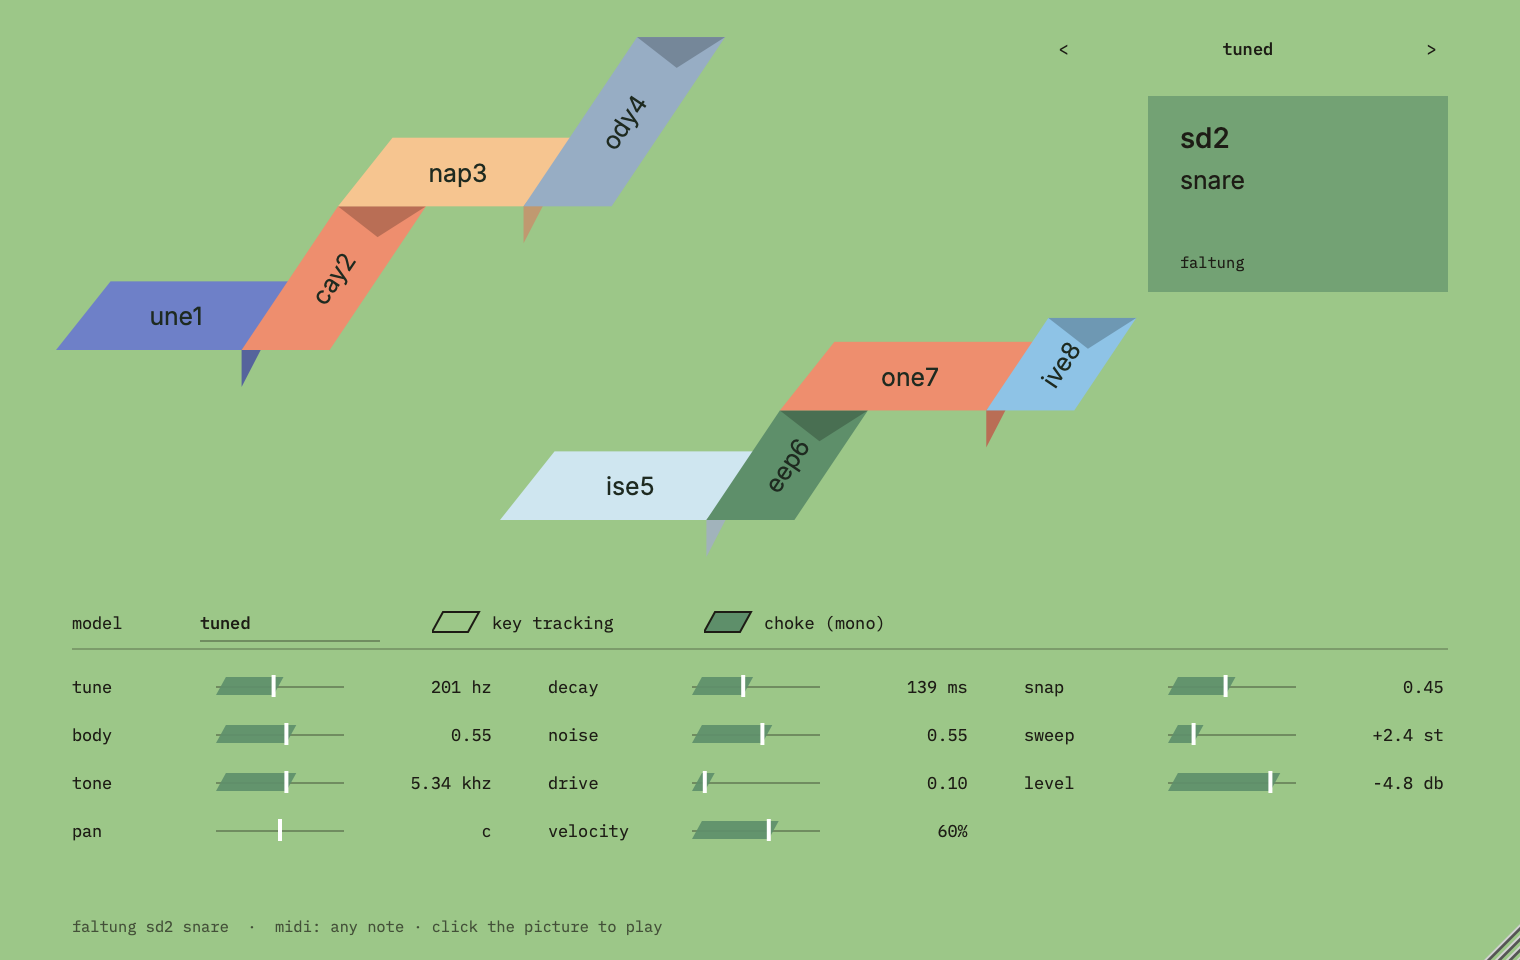 < tuned >
sd2
snare
faltung
ody4
nap3
cay2
une1
ive8
one7
eep6
ise5
model tuned key tracking choke (mono)
tune 201 hz decay 139 ms snap 0.45
body 0.55 noise 0.55 sweep +2.4 st
tone 5.34 khz drive 0.10 level -4.8 db
pan c velocity 60%
faltung sd2 snare · midi: any note · click the picture to play